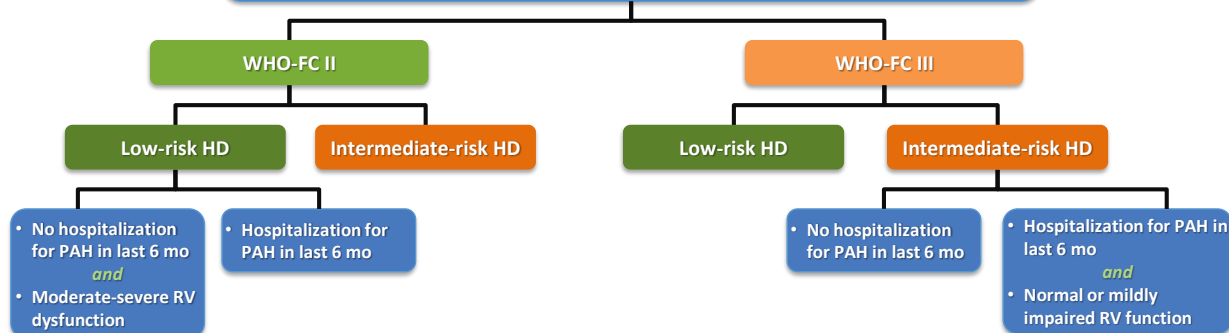 WHO-FC II
WHO-FC III
Low-risk HD
Intermediate-risk HD
Low-risk HD
Intermediate-risk HD
• No hospitalization
for PAH in last 6 mo
and
• Moderate-severe RV
dysfunction
• Hospitalization for
PAH in last 6 mo
• No hospitalization
for PAH in last 6 mo
• Hospitalization for PAH in
last 6 mo
and
• Normal or mildly
impaired RV function